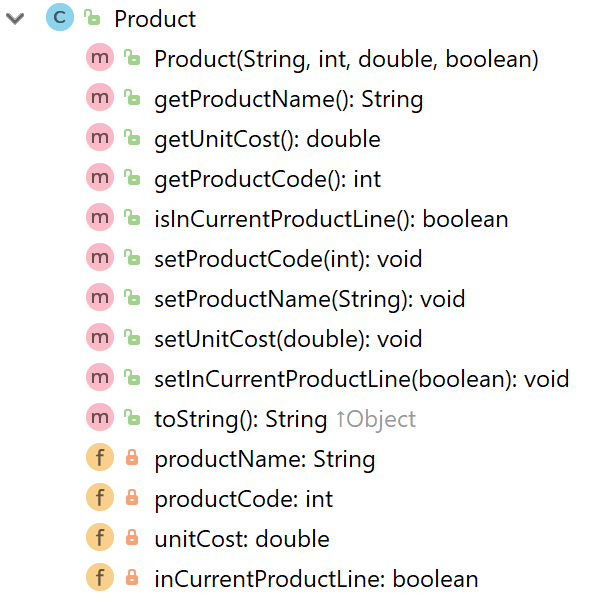 C Product
m Product(String, int, double, boolean)
m getProductName(): String
m getUnitCost(): double
m getProductCode(): int
m isInCurrentProductLine(): boolean
m setProductCode(int): void
m setProductName(String): void
m setUnitCost(double): void
m setInCurrentProductLine(boolean): void
m toString(): String ↑Object
f productName: String
f productCode: int
f unitCost: double
f inCurrentProductLine: boolean